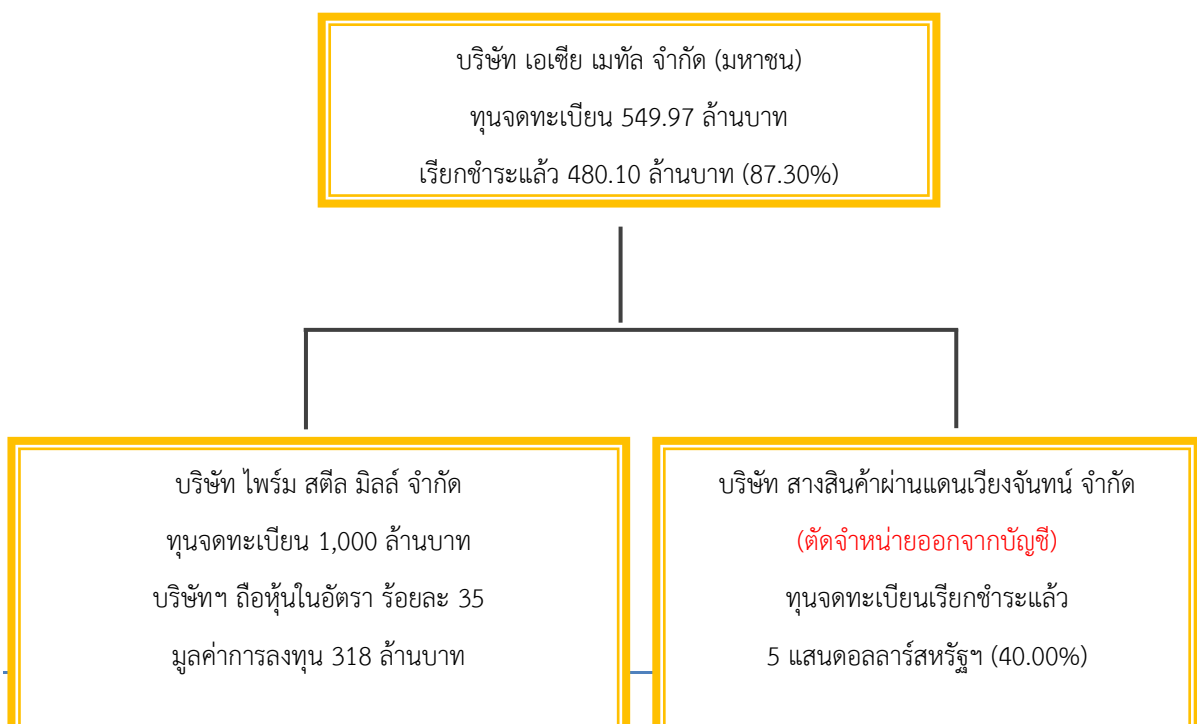 บริษัท เอเซีย เมทัล จำกัด (มหาชน)
ทุนจดทะเบียน 549.97 ล้านบาท
เรียกชำระแล้ว 480.10 ล้านบาท (87.30%)
บริษัท ไพร์ม สตีล มิลล์ จำกัด
ทุนจดทะเบียน 1,000 ล้านบาท
บริษัทฯ ถือหุ้นในอัตรา ร้อยละ 35
มูลค่าการลงทุน 318 ล้านบาท
บริษัท สางสินค้าผ่านแดนเวียงจันทน์ จำกัด
(ตัดจำหน่ายออกจากบัญชี)
ทุนจดทะเบียนเรียกชำระแล้ว
5 แสนดอลลาร์สหรัฐฯ (40.00%)